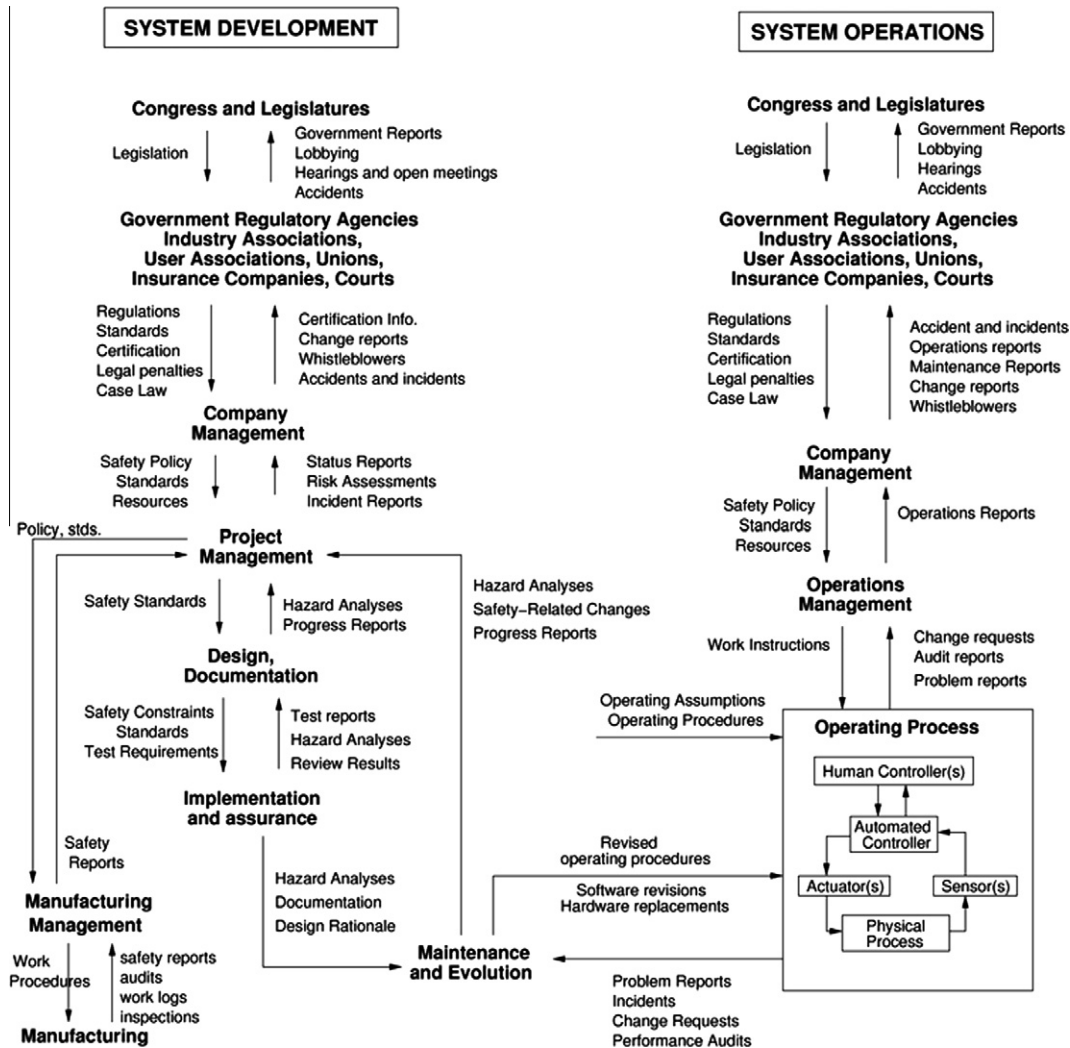 SYSTEM DEVELOPMENT
Congress and Legislatures
Legislation
Government Reports
Lobbying
Hearings and open meetings
Accidents
Government Regulatory Agencies
Industry Associations,
User Associations, Unions,
Insurance Companies, Courts
Regulations
Standards
Certification
Legal penalties
Case Law
Certification Info.
Change reports
Whistleblowers
Accidents and incidents
Company
Management
Safety Policy
Standards
Resources
Status Reports
Risk Assessments
Incident Reports
Policy, stds.
Project
Management
Safety Standards
Hazard Analyses
Progress Reports
Hazard Analyses
Safety-Related Changes
Progress Reports
Design,
Documentation
Safety Constraints
Standards
Test Requirements
Test reports
Hazard Analyses
Review Results
Implementation
and assurance
Safety
Reports
Hazard Analyses
Documentation
Design Rationale
Manufacturing
Management
Work
Procedures
safety reports
audits
work logs
inspections
Manufacturing
Maintenance
and Evolution
SYSTEM OPERATIONS
Congress and Legislatures
Legislation
Government Reports
Lobbying
Hearings
Accidents
Government Regulatory Agencies
Industry Associations,
User Associations, Unions,
Insurance Companies, Courts
Regulations
Standards
Certification
Legal penalties
Case Law
Accident and incidents
Operations reports
Maintenance Reports
Change reports
Whistleblowers
Company
Management
Safety Policy
Standards
Resources
Operations Reports
Operations
Management
Work Instructions
Change requests
Audit reports
Problem reports
Operating Assumptions
Operating Procedures
Operating Process
Human Controller(s)
Automated
Controller
Actuator(s)
Sensor(s)
Physical
Process
Revised
operating procedures
Software revisions
Hardware replacements
Problem Reports
Incidents
Change Requests
Performance Audits